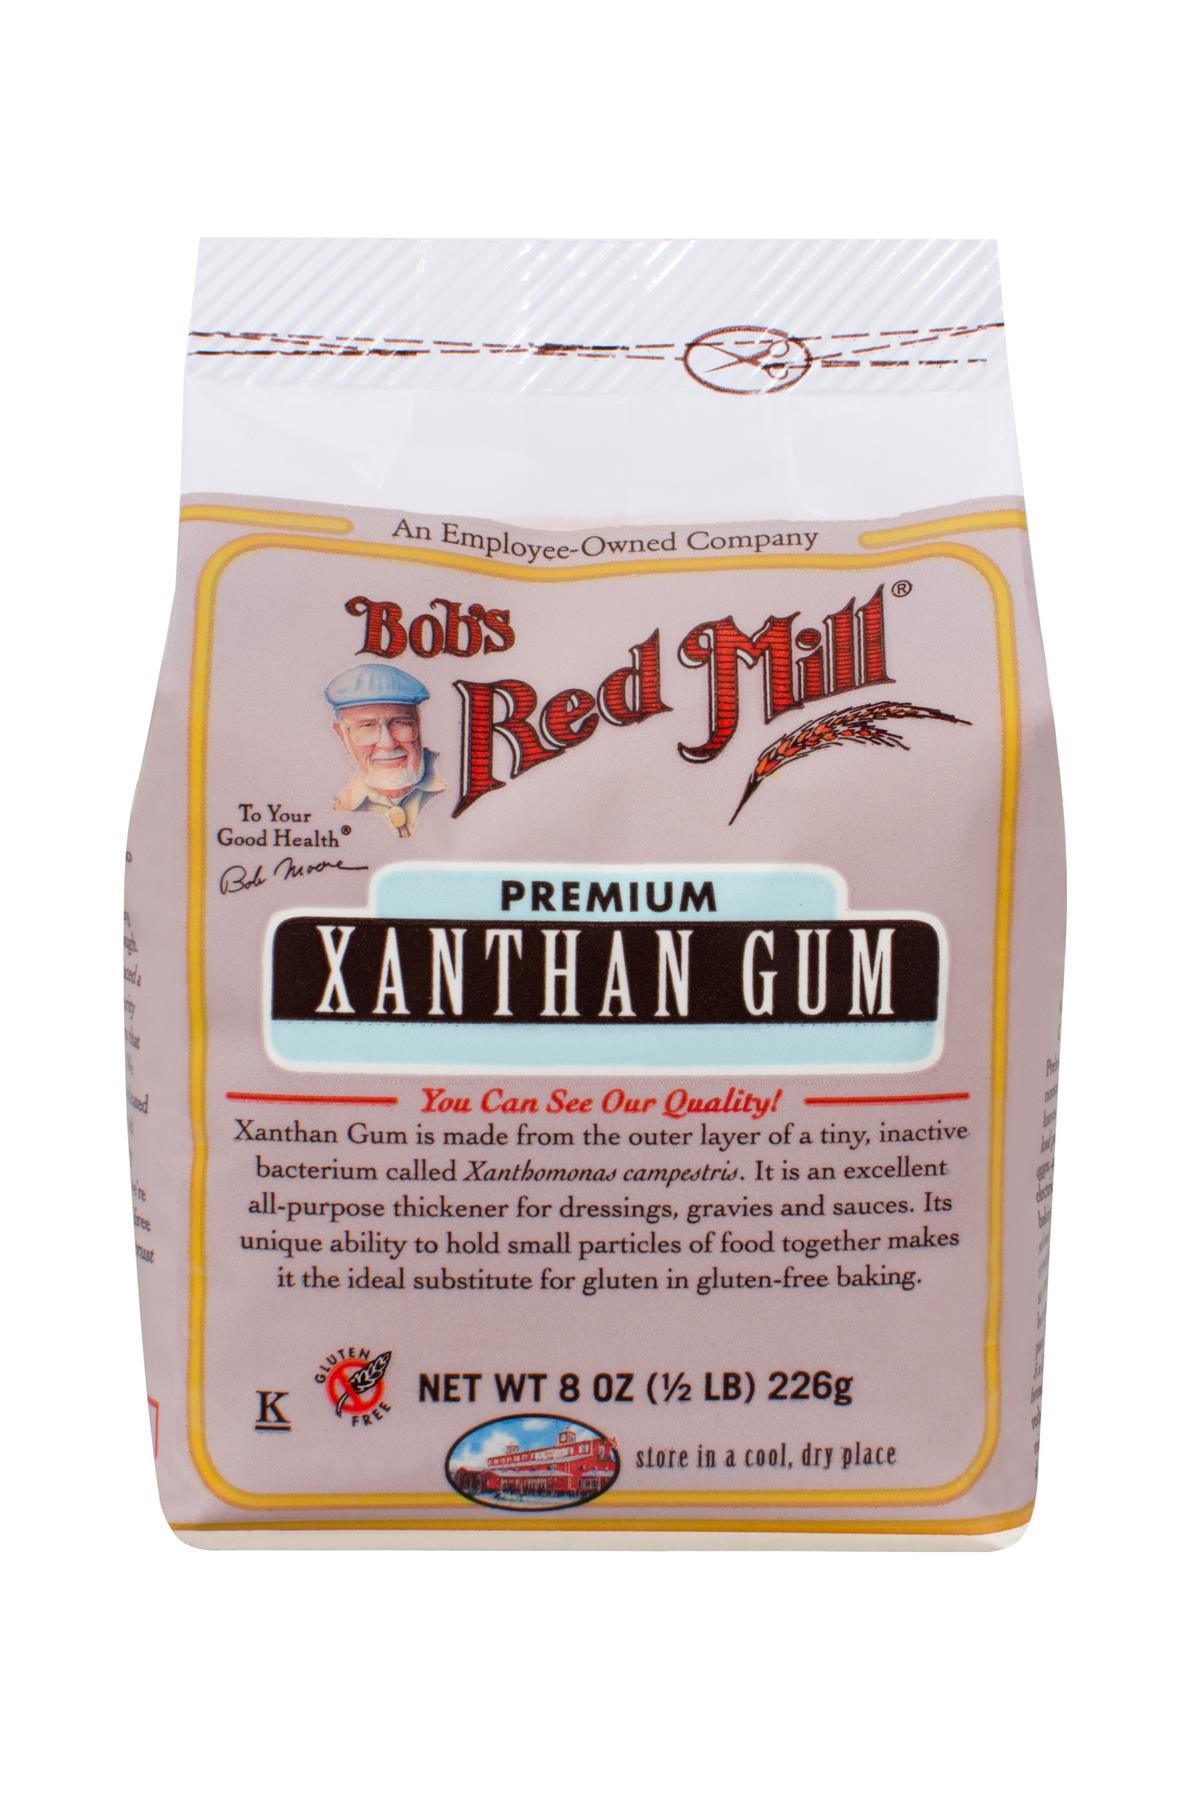 An Employee-Owned Company
Bob's
Red Mill®
To Your
Good Health®
Bob Moore
PREMIUM
XANTHAN GUM
You Can See Our Quality!
Xanthan Gum is made from the outer layer of a tiny, inactive
bacterium called Xanthomonas campestris. It is an excellent
all-purpose thickener for dressings, gravies and sauces. Its
unique ability to hold small particles of food together makes
it the ideal substitute for gluten in gluten-free baking.
K
GLUTEN
FREE
NET WT 8 OZ (½ LB) 226g
store in a cool, dry place